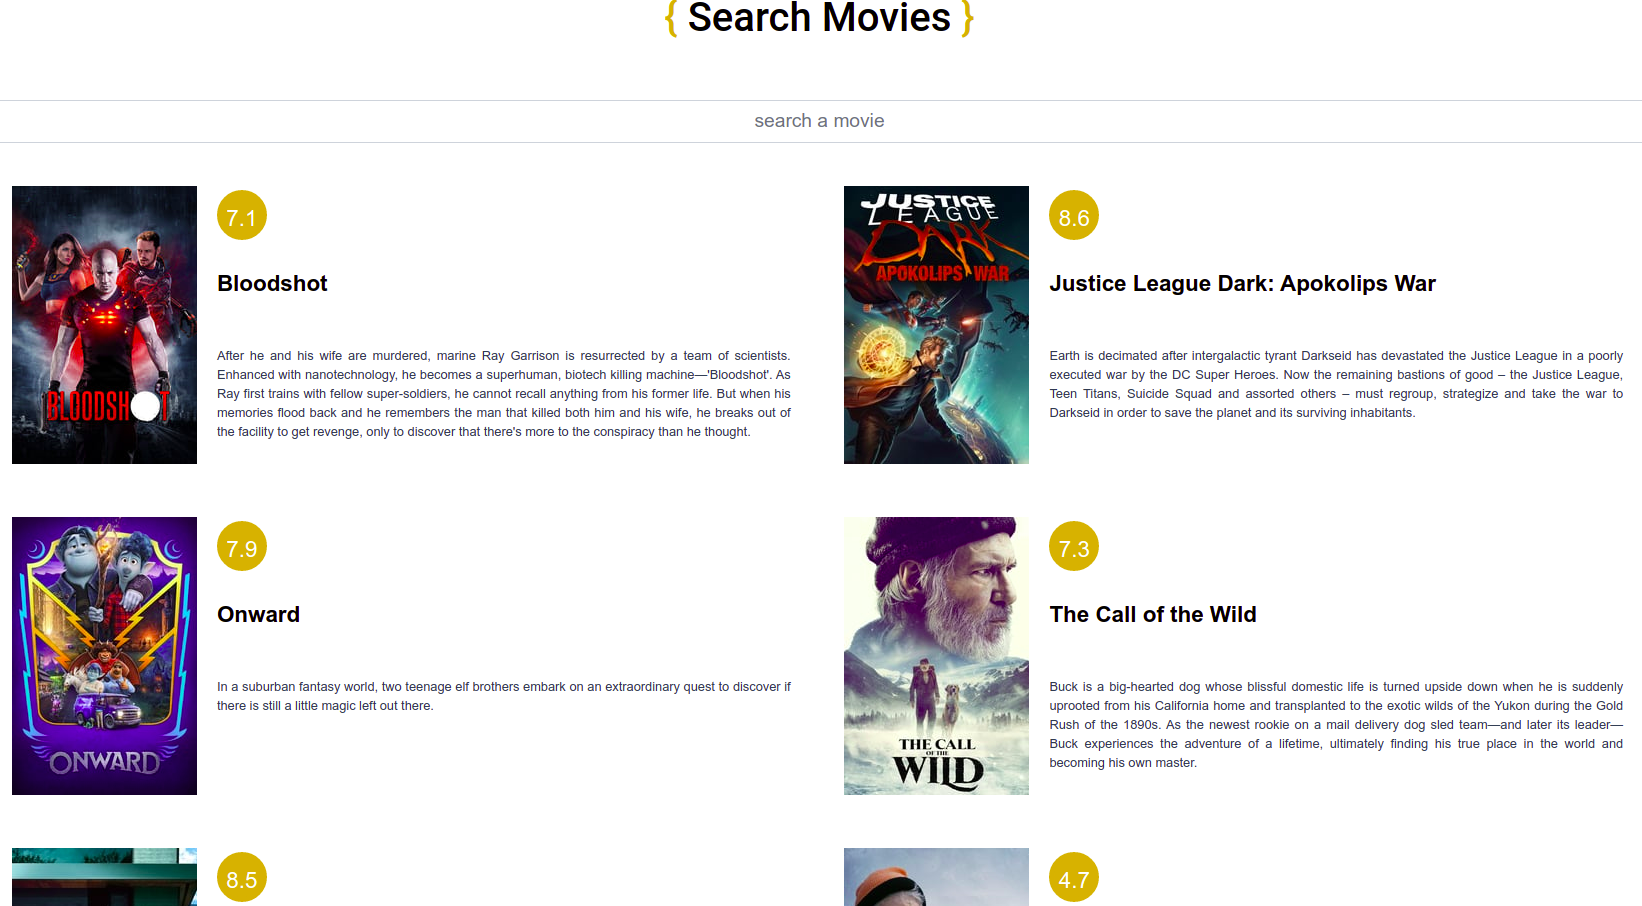 { Search Movies }
search a movie
7.1
Bloodshot
After he and his wife are murdered, marine Ray Garrison is resurrected by a team of scientists.
Enhanced with nanotechnology, he becomes a superhuman, biotech killing machine—'Bloodshot'. As
Ray first trains with fellow super-soldiers, he cannot recall anything from his former life. But when his
memories flood back and he remembers the man that killed both him and his wife, he breaks out of
the facility to get revenge, only to discover that there's more to the conspiracy than he thought.
BLOODSHOT
8.6
Justice League Dark: Apokolips War
Earth is decimated after intergalactic tyrant Darkseid has devastated the Justice League in a poorly
executed war by the DC Super Heroes. Now the remaining bastions of good – the Justice League,
Teen Titans, Suicide Squad and assorted others – must regroup, strategize and take the war to
Darkseid in order to save the planet and its surviving inhabitants.
JUSTICE
LEAGUE
DARK
APOKOLIPS WAR
7.9
Onward
In a suburban fantasy world, two teenage elf brothers embark on an extraordinary quest to discover if
there is still a little magic left out there.
ONWARD
7.3
The Call of the Wild
Buck is a big-hearted dog whose blissful domestic life is turned upside down when he is suddenly
uprooted from his California home and transplanted to the exotic wilds of the Yukon during the Gold
Rush of the 1890s. As the newest rookie on a mail delivery dog sled team—and later its leader—
Buck experiences the adventure of a lifetime, ultimately finding his true place in the world and
becoming his own master.
THE CALL
OF THE
WILD
8.5
4.7